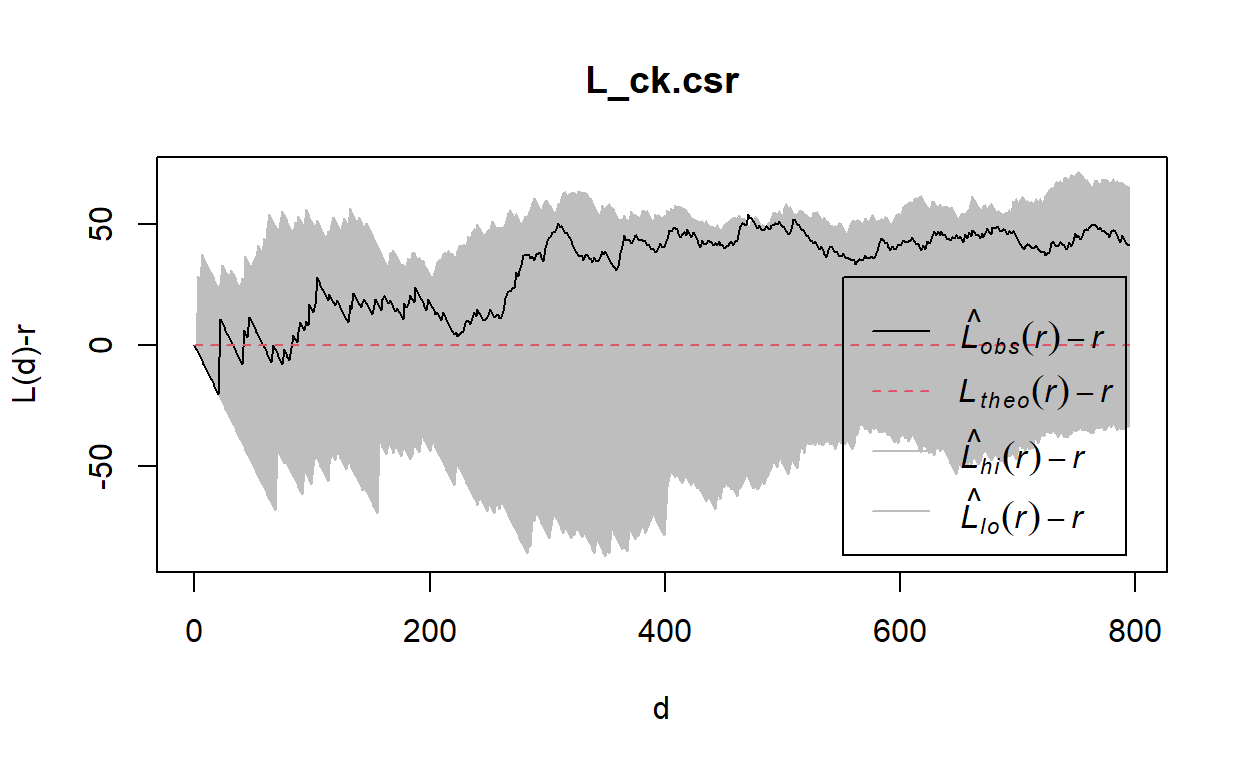 L_ck.csr
L(d)-r
50
0
-50
L̂obs(r) − r
Ltheo(r) − r
L̂hi(r) − r
L̂lo(r) − r
0 200 400 600 800
d